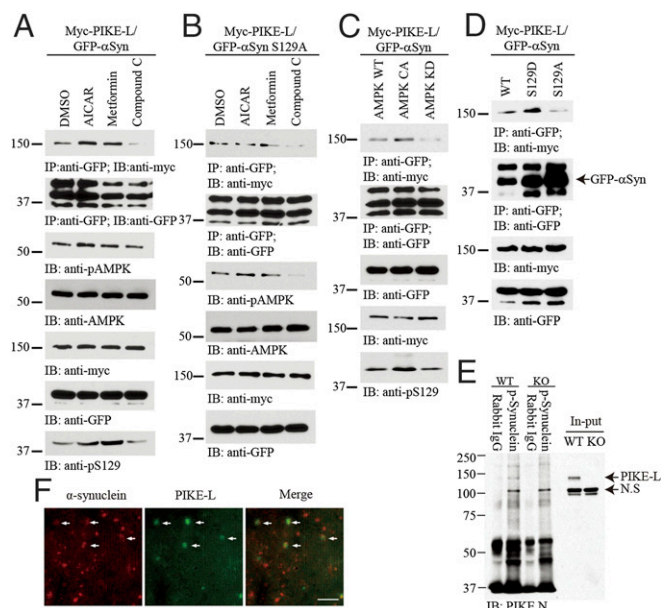 A
Myc-PIKE-L/
GFP-αSyn
DMSO
AICAR
Metformin
Compound C
150
IP:anti-GFP; IB:anti-myc
37
IP:anti-GFP; IB:anti-GFP
50
IB: anti-pAMPK
50
IB: anti-AMPK
150
IB: anti-myc
37
IB: anti-GFP
37
IB: anti-pS129
B
Myc-PIKE-L/
GFP-αSyn S129A
DMSO
AICAR
Metformin
Compound C
150
IP: anti-GFP;
IB: anti-myc
37
IP: anti-GFP;
IB: anti-GFP
50
IB: anti-pAMPK
50
IB: anti-AMPK
150
IB: anti-myc
37
IB: anti-GFP
C
Myc-PIKE-L/
GFP-αSyn
AMPK WT
AMPK CA
AMPK KD
150
IP: anti-GFP;
IB: anti-myc
37
IP: anti-GFP;
IB: anti-GFP
37
IB: anti-GFP
150
IB: anti-myc
37
IB: anti-pS129
D
Myc-PIKE-L/
GFP-αSyn
WT
S129D
S129A
150
IP: anti-GFP;
IB: anti-myc
37
GFP-αSyn
IP: anti-GFP;
IB: anti-GFP
150
IB: anti-myc
37
IB: anti-GFP
E
WT KO
Rabbit IgG
p-Synuclein
Rabbit IgG
p-Synuclein
In-put
WT KO
250
150
100
75
50
37
PIKE-L
N.S
IB: PIKE N
F
α-synuclein
PIKE-L
Merge